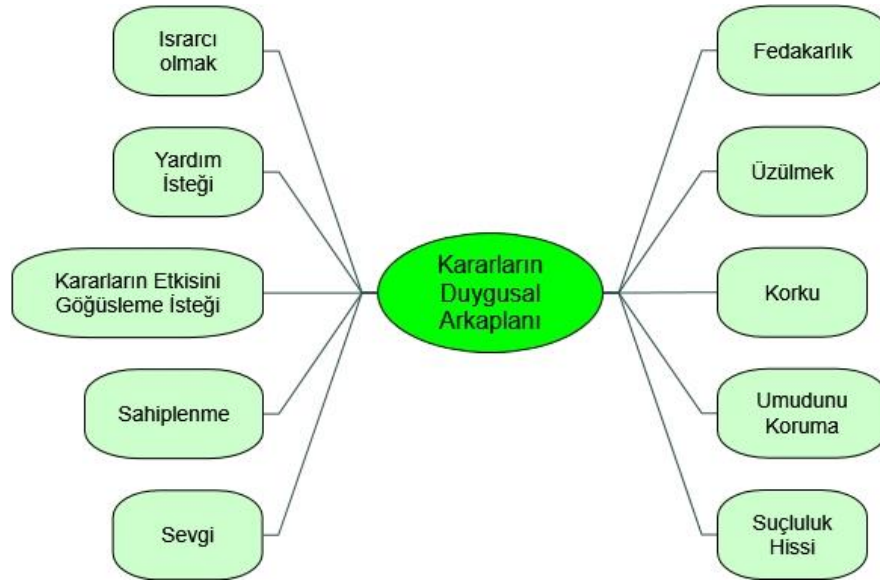 Israrcı
olmak
Yardım
İsteği
Kararların Etkisini
Göğüsleme İsteği
Sahiplenme
Sevgi
Kararların
Duygusal
Arkaplanı
Fedakarlık
Üzülmek
Korku
Umudunu
Koruma
Suçluluk
Hissi